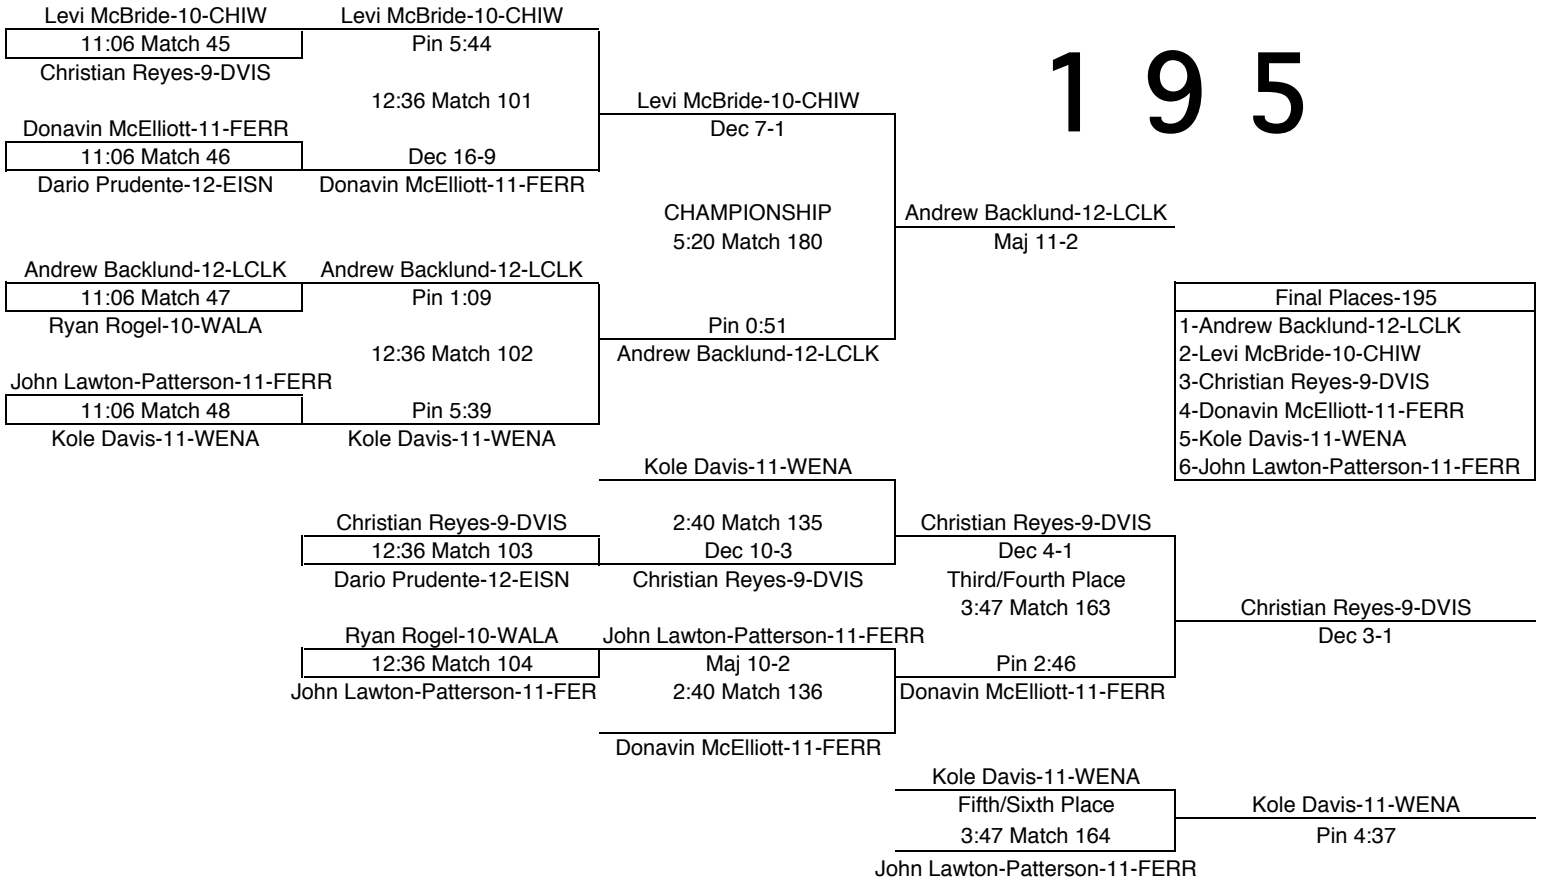 Levi McBride-10-CHIW
Levi McBride-10-CHIW
11:06 Match 45
Pin 5:44
Christian Reyes-9-DVIS
1 9 5
12:36 Match 101
Levi McBride-10-CHIW
Donavin McElliott-11-FERR
Dec 7-1
11:06 Match 46
Dec 16-9
Dario Prudente-12-EISN
Donavin McElliott-11-FERR
CHAMPIONSHIP
Andrew Backlund-12-LCLK
5:20 Match 180
Maj 11-2
Andrew Backlund-12-LCLK
Andrew Backlund-12-LCLK
11:06 Match 47
Pin 1:09
Final Places-195
Ryan Rogel-10-WALA
Pin 0:51
1-Andrew Backlund-12-LCLK
12:36 Match 102
Andrew Backlund-12-LCLK
2-Levi McBride-10-CHIW
John Lawton-Patterson-11-FERR
3-Christian Reyes-9-DVIS
11:06 Match 48
Pin 5:39
4-Donavin McElliott-11-FERR
Kole Davis-11-WENA
Kole Davis-11-WENA
5-Kole Davis-11-WENA
Kole Davis-11-WENA
6-John Lawton-Patterson-11-FERR
Christian Reyes-9-DVIS
2:40 Match 135
Christian Reyes-9-DVIS
12:36 Match 103
Dec 10-3
Dec 4-1
Dario Prudente-12-EISN
Christian Reyes-9-DVIS
Third/Fourth Place
3:47 Match 163
Christian Reyes-9-DVIS
Ryan Rogel-10-WALA
John Lawton-Patterson-11-FERR
Dec 3-1
12:36 Match 104
Maj 10-2
Pin 2:46
John Lawton-Patterson-11-FER
2:40 Match 136
Donavin McElliott-11-FERR
Donavin McElliott-11-FERR
Kole Davis-11-WENA
Fifth/Sixth Place
Kole Davis-11-WENA
3:47 Match 164
Pin 4:37
John Lawton-Patterson-11-FERR